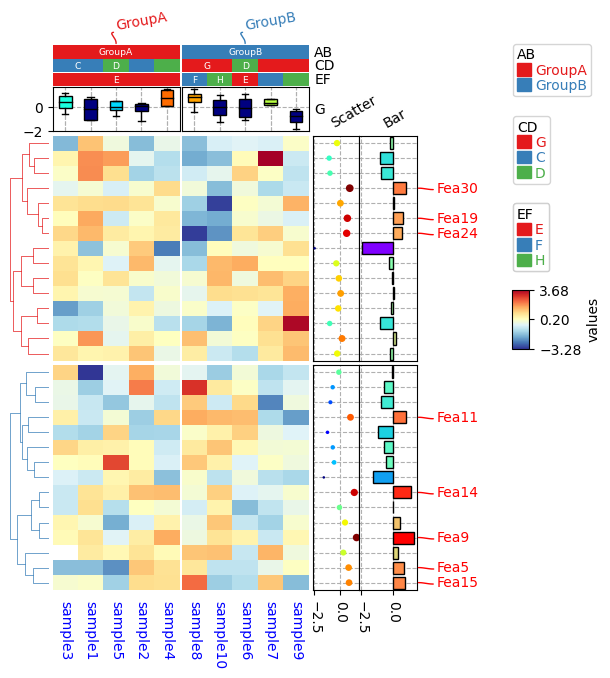 GroupA
GroupB
GroupA GroupB AB
C D G D CD
E F H E EF
0
−2
G
Scatter
Bar
Fea30
Fea19
Fea24
Fea11
Fea14
Fea9
Fea5
Fea15
sample3
sample1
sample5
sample2
sample4
sample8
sample10
sample6
sample7
sample9
−2.5
0.0
−2.5
0.0
AB
GroupA
GroupB
CD
G
C
D
EF
E
F
H
3.68
0.20
−3.28
values